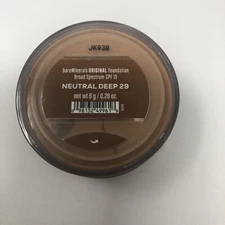 JK93B
bareMinerals ORIGINAL Foundation
Broad Spectrum SPF 15
NEUTRAL DEEP 29
net wt 8 g / 0.28 oz.